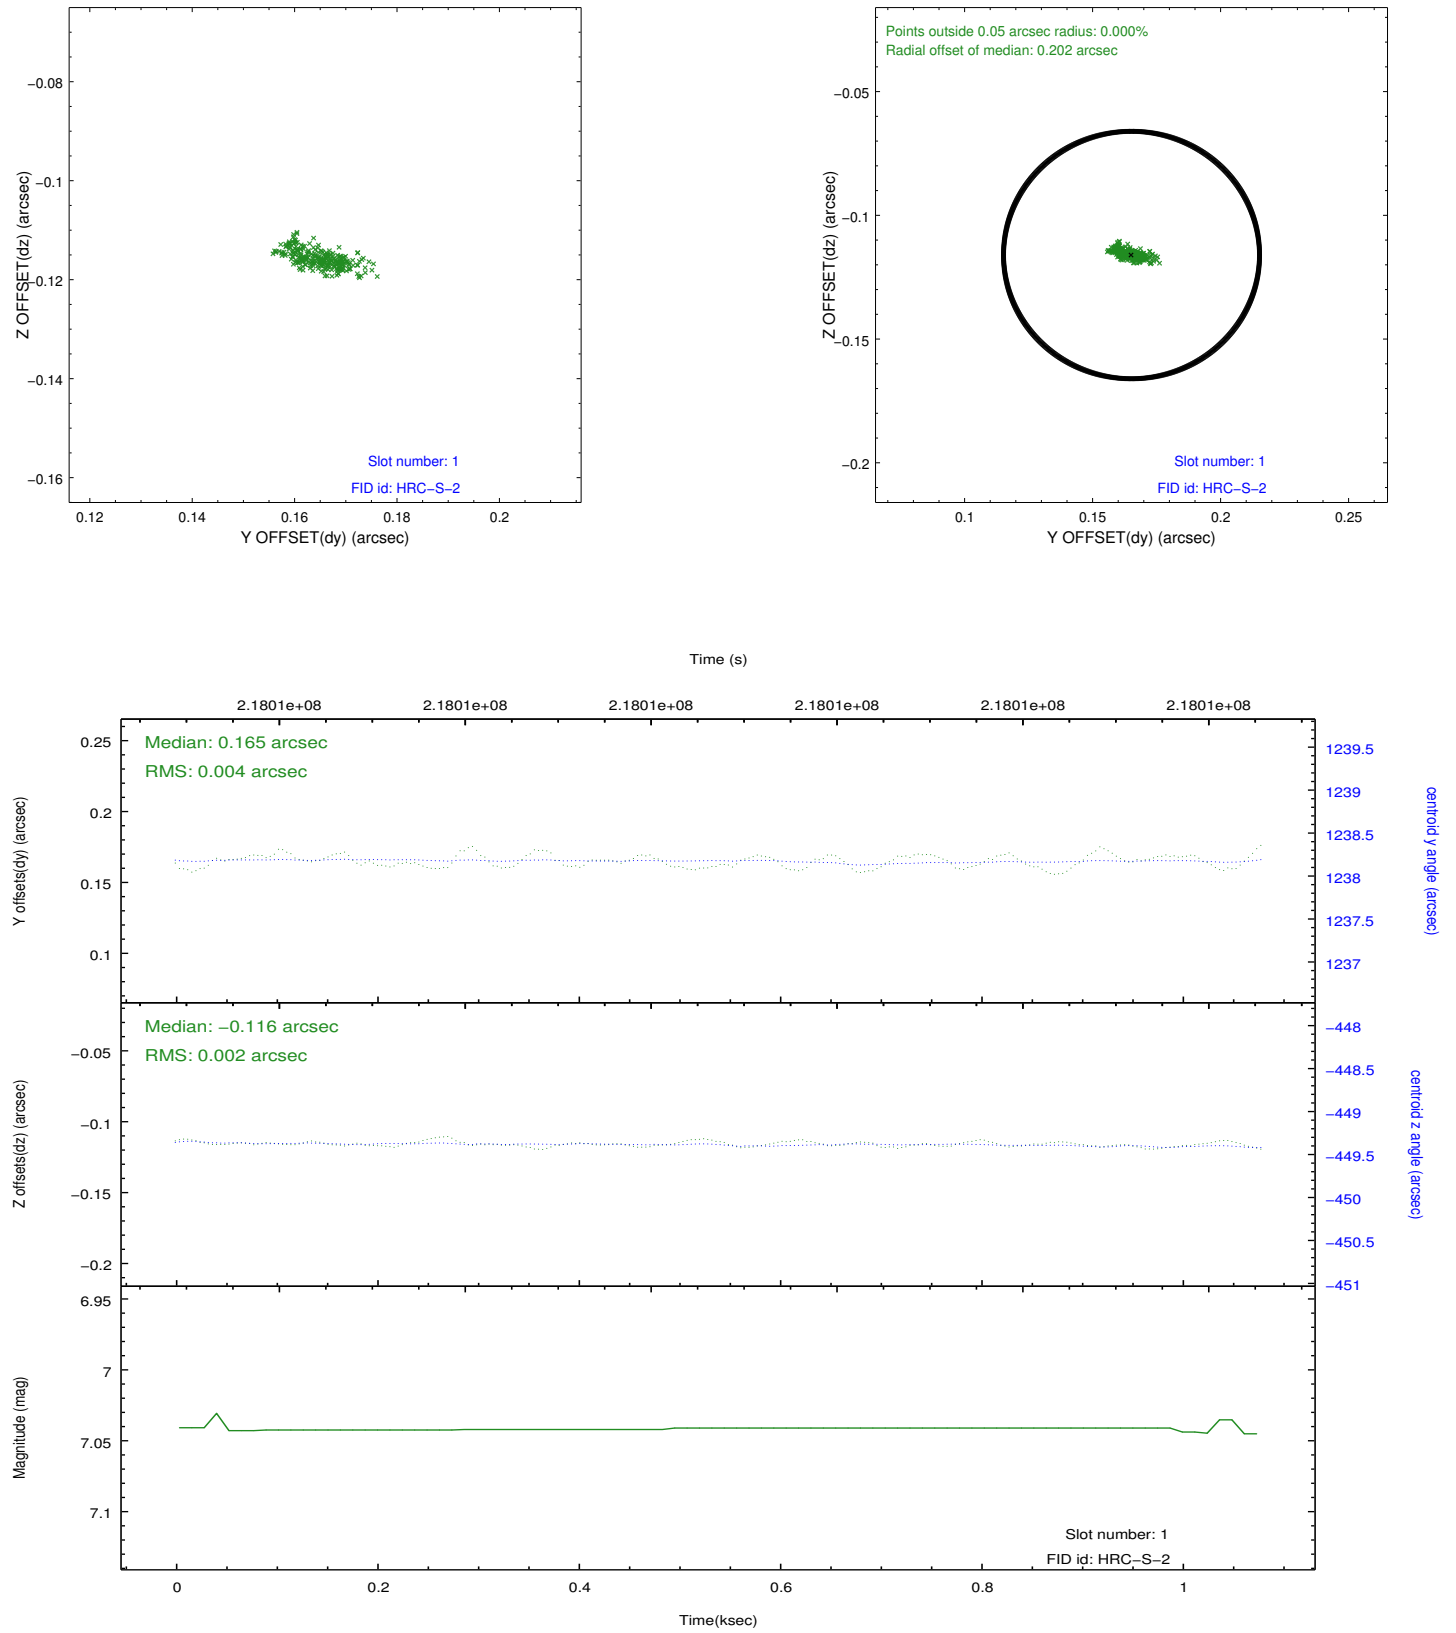 −0.08
−0.1
−0.12
−0.14
−0.16
Z OFFSET(dz) (arcsec)
Slot number: 1
FID id: HRC−S−2
0.12 0.14 0.16 0.18 0.2
Y OFFSET(dy) (arcsec)
Points outside 0.05 arcsec radius: 0.000%
Radial offset of median: 0.202 arcsec
−0.05
−0.1
−0.15
−0.2
Z OFFSET(dz) (arcsec)
Slot number: 1
FID id: HRC−S−2
0.1 0.15 0.2 0.25
Y OFFSET(dy) (arcsec)
Time (s)
2.1801e+08 2.1801e+08 2.1801e+08 2.1801e+08 2.1801e+08 2.1801e+08
Median: 0.165 arcsec
RMS: 0.004 arcsec
0.25
0.2
0.15
0.1
Y offsets(dy) (arcsec)
1239.5
1239
1238.5
1238
1237.5
1237
centroid y angle (arcsec)
Median: −0.116 arcsec
RMS: 0.002 arcsec
−0.05
−0.1
−0.15
−0.2
Z offsets(dz) (arcsec)
−448
−448.5
−449
−449.5
−450
−450.5
−451
centroid z angle (arcsec)
6.95
7
7.05
7.1
Magnitude (mag)
Slot number: 1
FID id: HRC−S−2
0 0.2 0.4 0.6 0.8 1
Time(ksec)